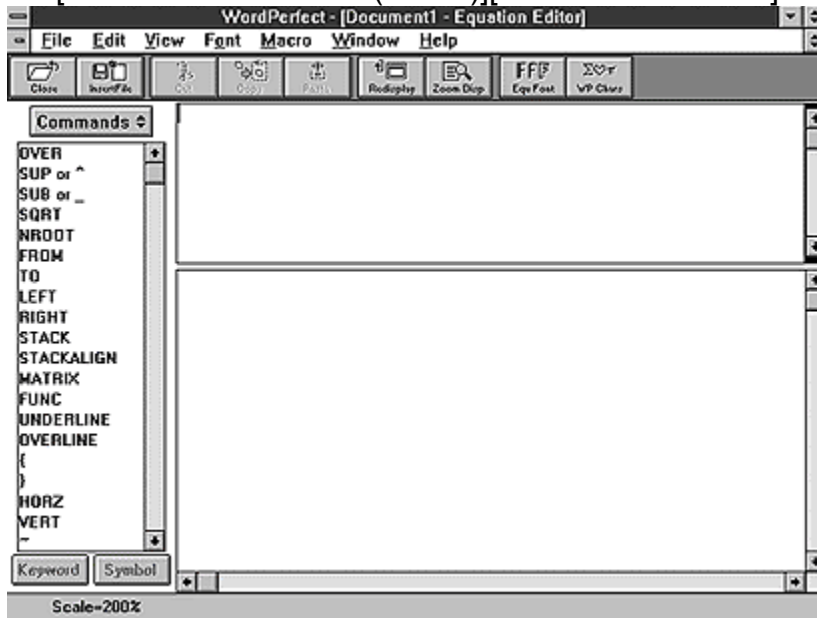 WordPerfect - [Document1 - Equation Editor]
File Edit View Font Macro Window Help
Close InsertFile Cut Copy Paste Redisplay Zoom Disp Equ Font WP Chars
Commands
OVER
SUP or ^
SUB or _
SQRT
NROOT
FROM
TO
LEFT
RIGHT
STACK
STACKALIGN
MATRIX
FUNC
UNDERLINE
OVERLINE
{
}
HORZ
VERT
~
Keyword Symbol
Scale=200%